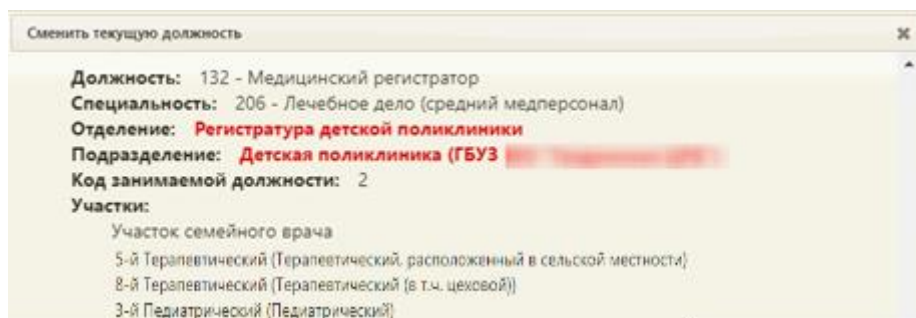 Сменить текущую должность
Должность: 132 - Медицинский регистратор
Специальность: 206 - Лечебное дело (средний медперсонал)
Отделение: Регистратура детской поликлиники
Подразделение: Детская поликлиника (ГБУЗ
Код занимаемой должности: 2
Участки:
Участок семейного врача
5-й Терапевтический (Терапевтический, расположенный в сельской местности)
8-й Терапевтический (Терапевтический (в т.ч. цеховой))
3-й Педиатрический (Педиатрический)